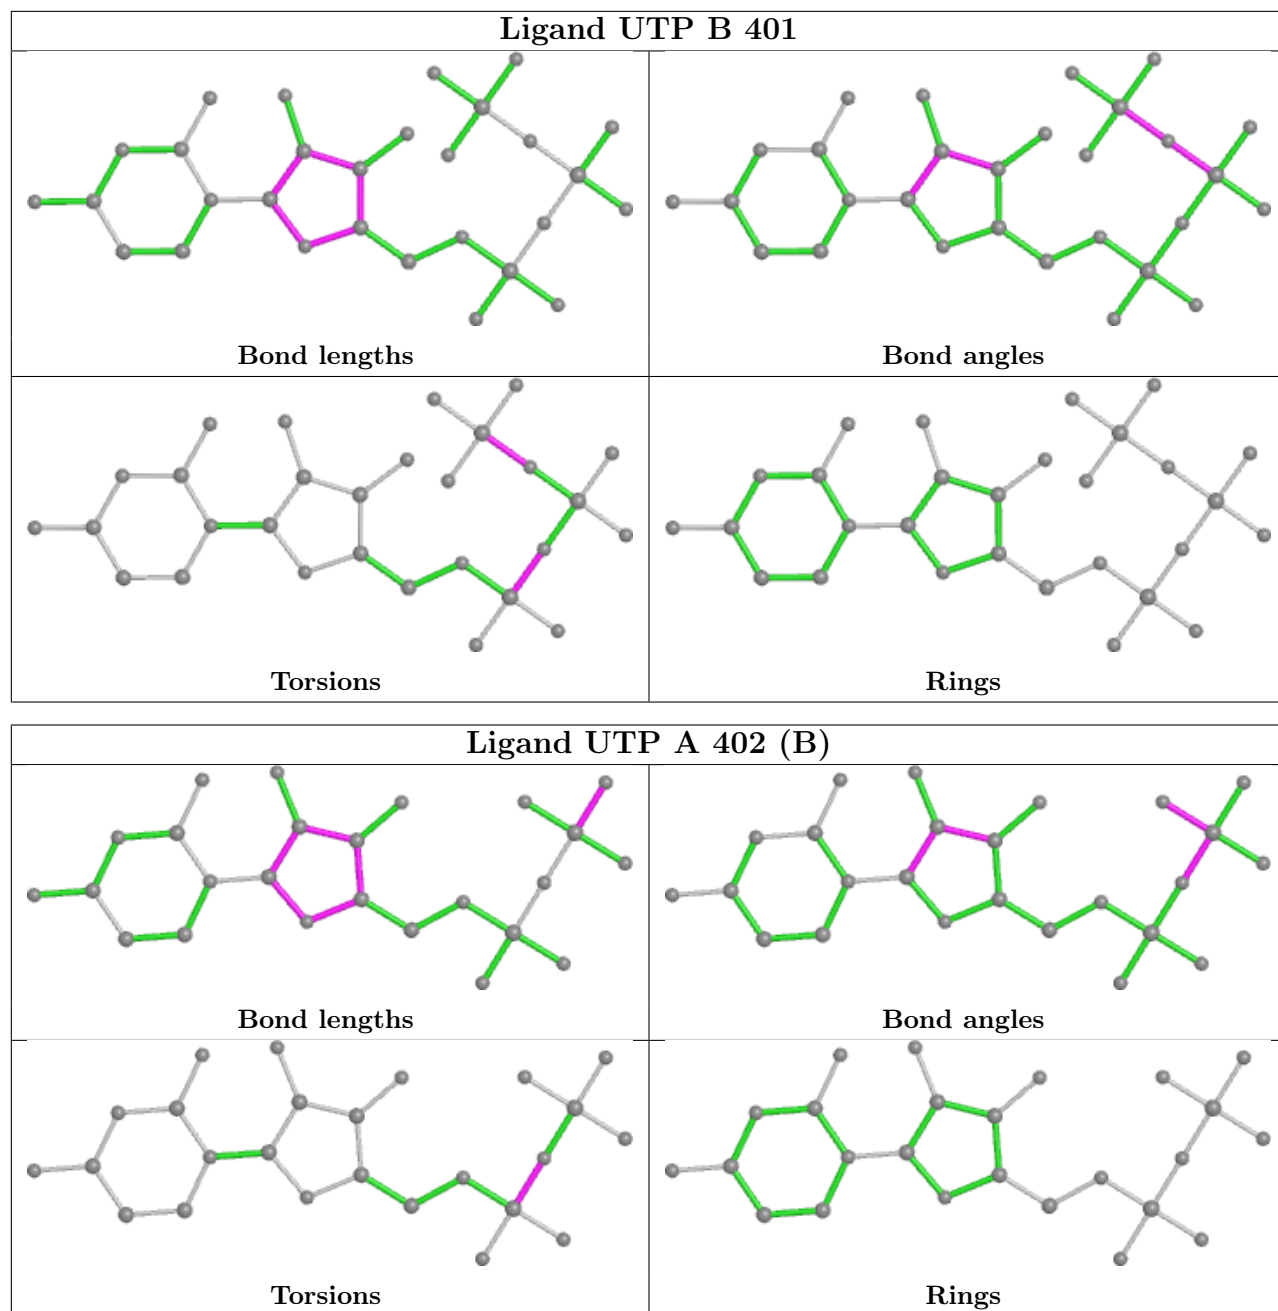 Ligand UTP B 401
Bond lengths
Bond angles
Torsions
Rings
Ligand UTP A 402 (B)
Bond lengths
Bond angles
Torsions
Rings